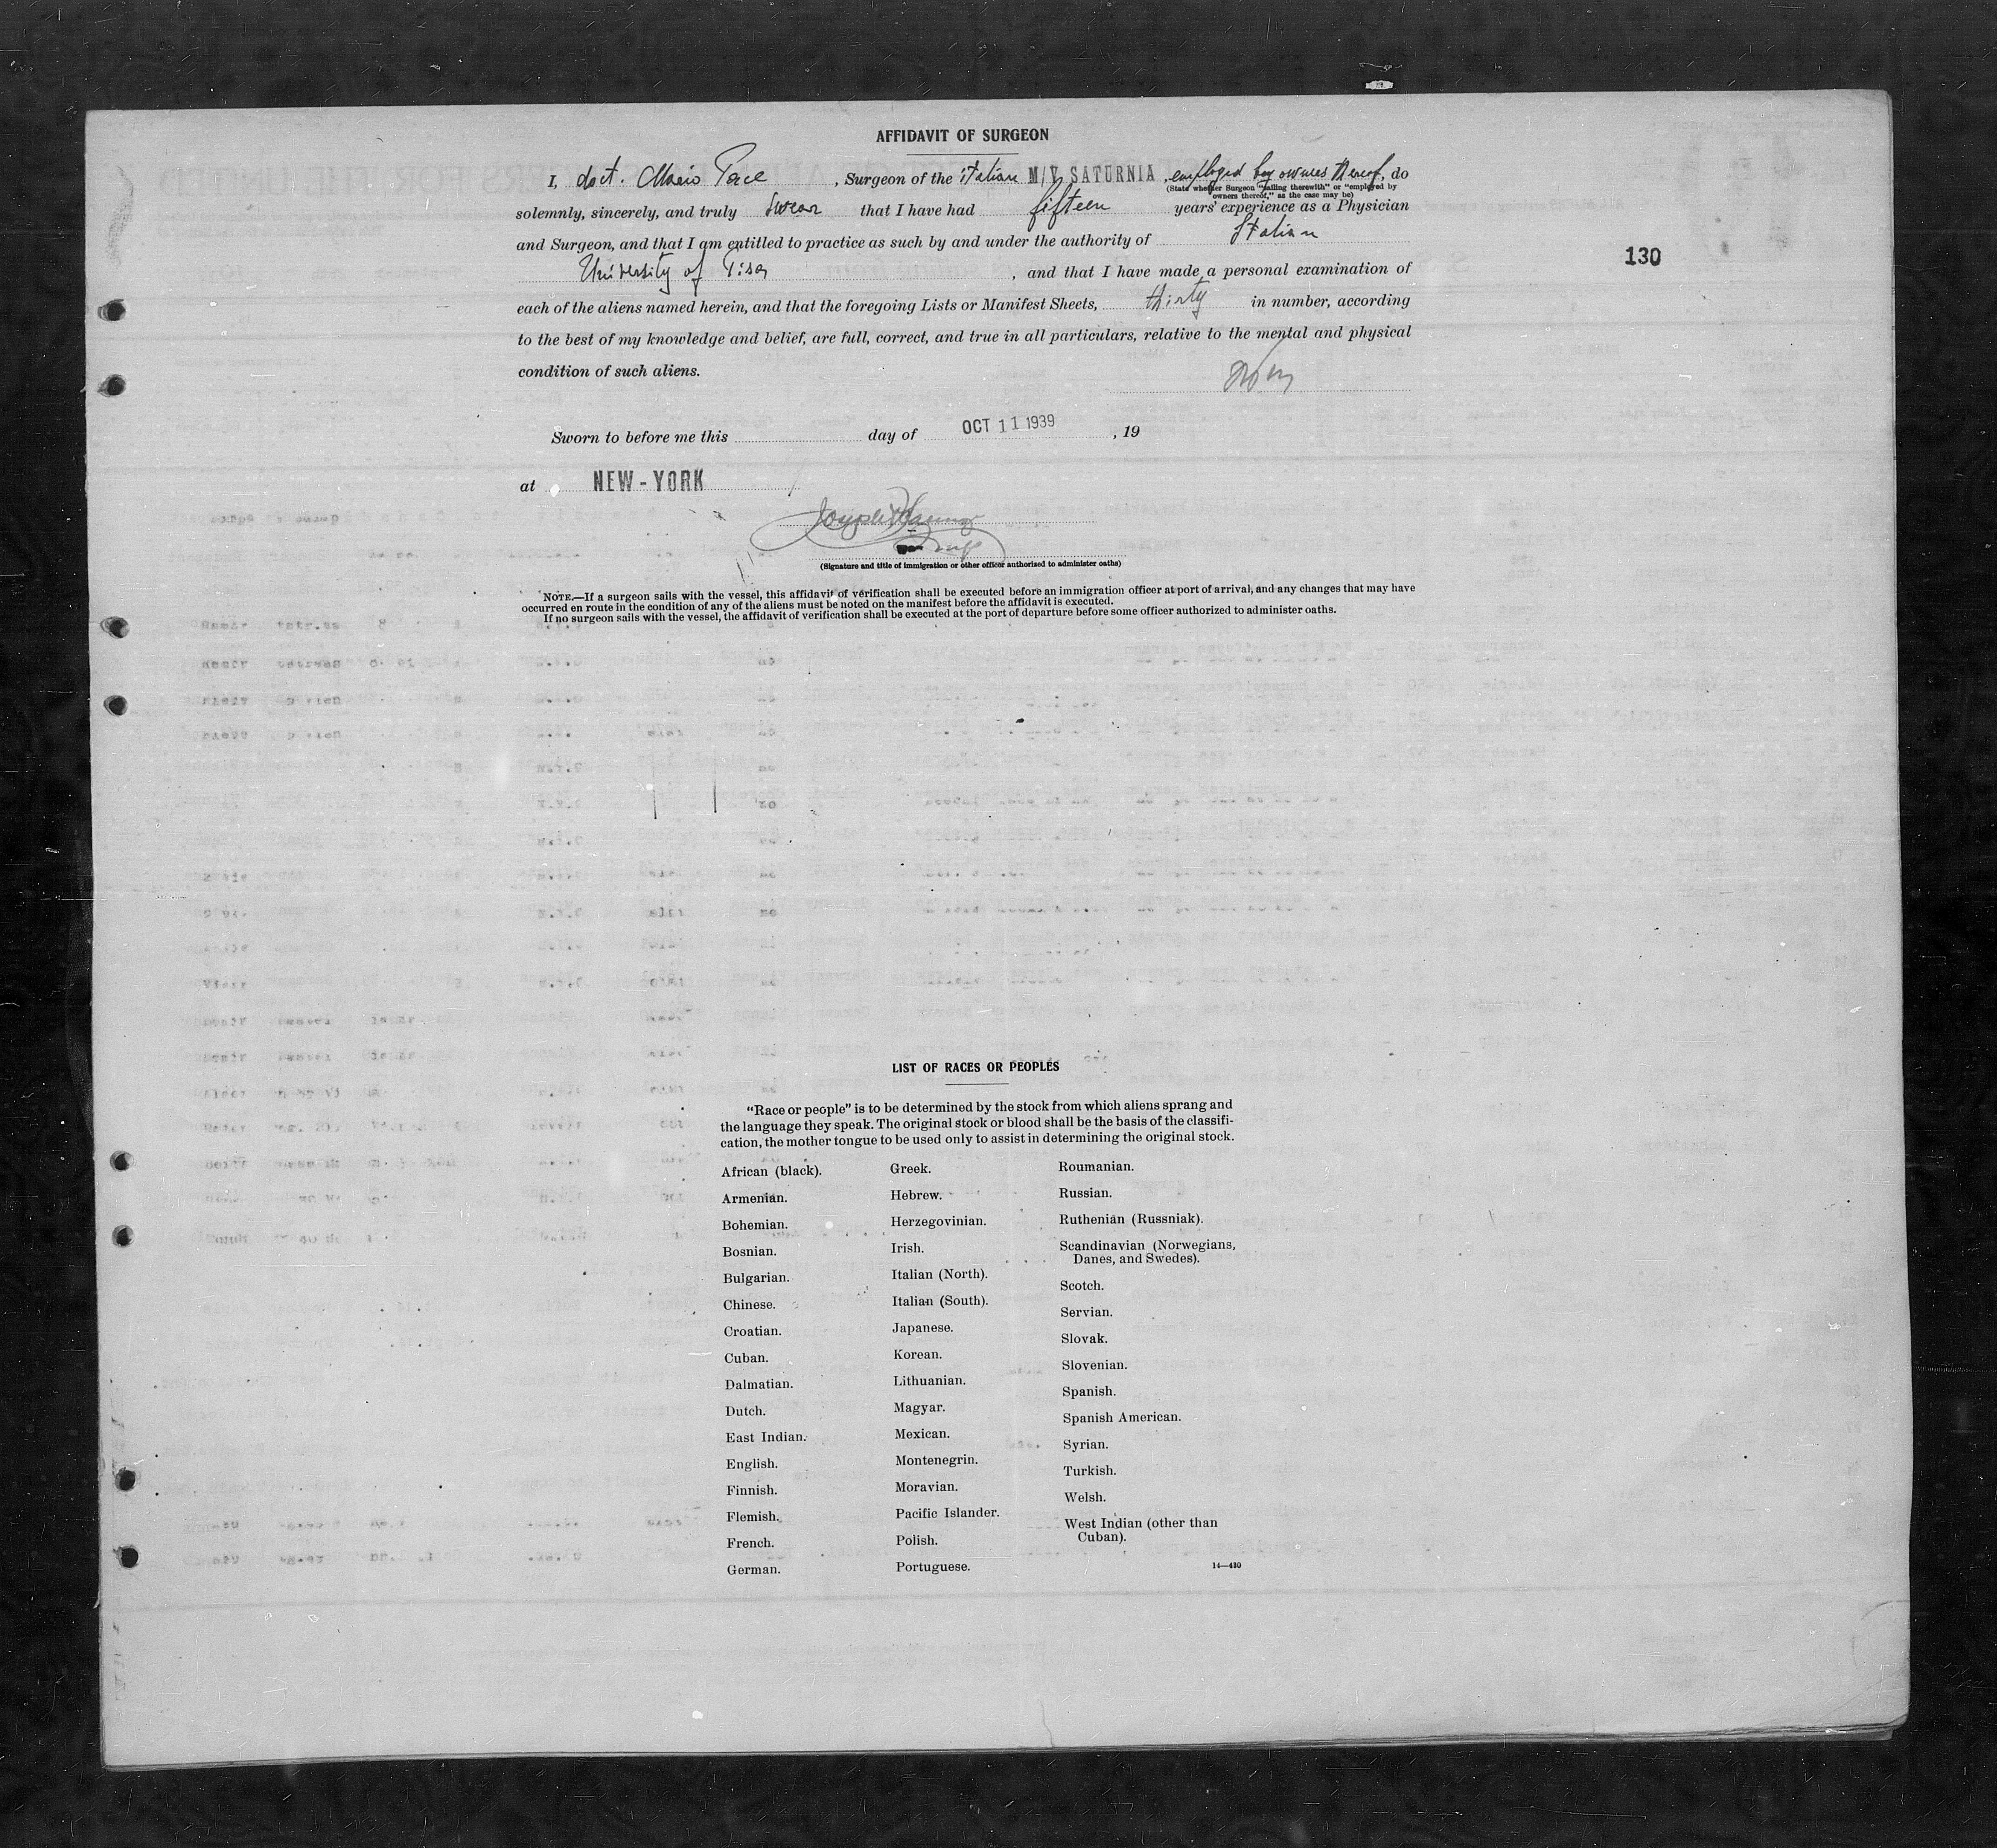 AFFIDAVIT OF SURGEON
I, doct. Mario Pace , Surgeon of the italian M/V SATURNIA , employed by owners thereof, do
(State whether Surgeon "sailing therewith" or "employed by
owners thereof," as the case may be)
solemnly, sincerely, and truly swear that I have had fifteen years' experience as a Physician
and Surgeon, and that I am entitled to practice as such by and under the authority of Italian
University of Pisa , and that I have made a personal examination of
130
each of the aliens named herein, and that the foregoing Lists or Manifest Sheets, thirty in number, according
to the best of my knowledge and belief, are full, correct, and true in all particulars, relative to the mental and physical
condition of such aliens.
Sworn to before me this day of OCT 11 1939 , 19
at NEW-YORK
(Signature and title of immigration or other officer authorized to administer oaths)
NOTE.—If a surgeon sails with the vessel, this affidavit of verification shall be executed before an immigration officer at port of arrival, and any changes that may have
occurred en route in the condition of any of the aliens must be noted on the manifest before the affidavit is executed.
If no surgeon sails with the vessel, the affidavit of verification shall be executed at the port of departure before some officer authorized to administer oaths.
LIST OF RACES OR PEOPLES
"Race or people" is to be determined by the stock from which aliens sprang and
the language they speak. The original stock or blood shall be the basis of the classifi-
cation, the mother tongue to be used only to assist in determining the original stock.
African (black).
Armenian.
Bohemian.
Bosnian.
Bulgarian.
Chinese.
Croatian.
Cuban.
Dalmatian.
Dutch.
East Indian.
English.
Finnish.
Flemish.
French.
German.
Greek.
Hebrew.
Herzegovinian.
Irish.
Italian (North).
Italian (South).
Japanese.
Korean.
Lithuanian.
Magyar.
Mexican.
Montenegrin.
Moravian.
Pacific Islander.
Polish.
Portuguese.
Roumanian.
Russian.
Ruthenian (Russniak).
Scandinavian (Norwegians,
Danes, and Swedes).
Scotch.
Servian.
Slovak.
Slovenian.
Spanish.
Spanish American.
Syrian.
Turkish.
Welsh.
West Indian (other than
Cuban).
14—430